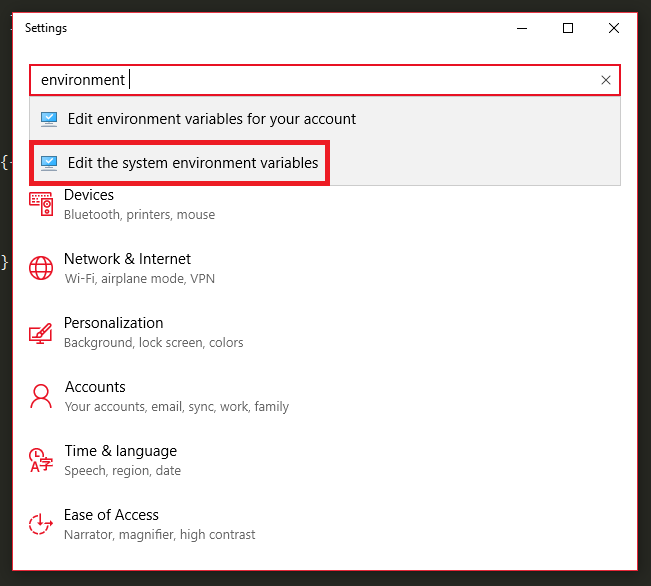 Settings
environment
Edit environment variables for your account
Edit the system environment variables
Devices
Bluetooth, printers, mouse
Network & Internet
Wi-Fi, airplane mode, VPN
Personalization
Background, lock screen, colors
Accounts
Your accounts, email, sync, work, family
Time & language
Speech, region, date
Ease of Access
Narrator, magnifier, high contrast
{
}